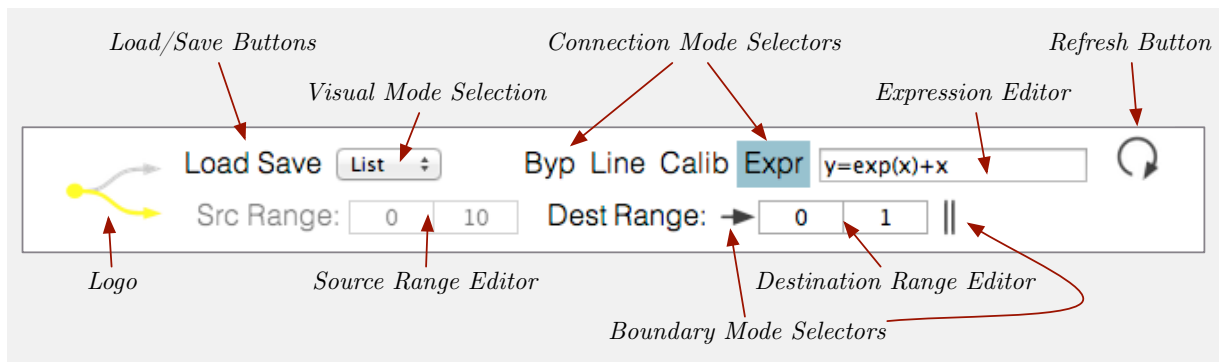 Load/Save Buttons Connection Mode Selectors Refresh Button
Visual Mode Selection Expression Editor
Load Save List Byp Line Calib Expr y=exp(x)+x
Src Range: 0 10 Dest Range: 0 1
Logo Source Range Editor Destination Range Editor
Boundary Mode Selectors